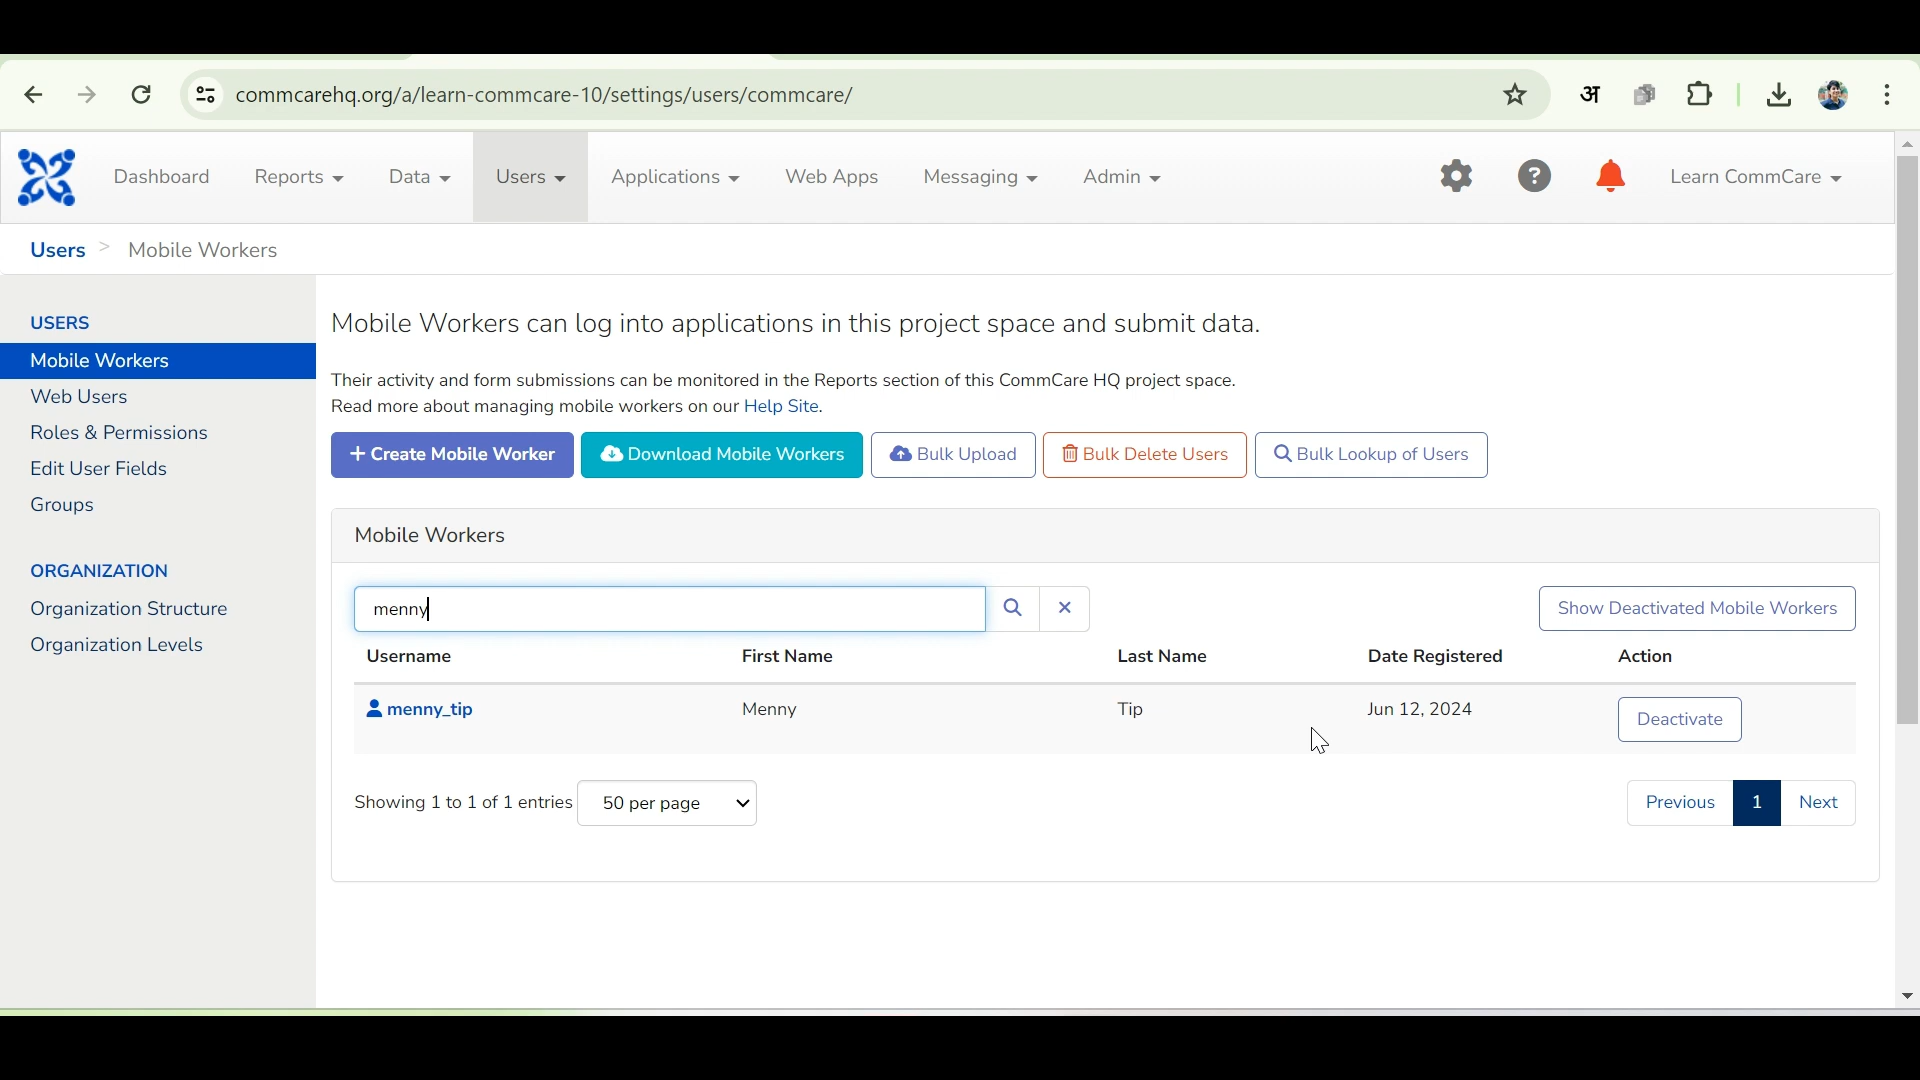 commcarehq.org/a/learn-commcare-10/settings/users/commcare/
अ
Dashboard Reports Data Users Applications Web Apps Messaging Admin ? Learn CommCare
Users > Mobile Workers
USERS
Mobile Workers
Web Users
Roles & Permissions
Edit User Fields
Groups
ORGANIZATION
Organization Structure
Organization Levels
Mobile Workers can log into applications in this project space and submit data.
Their activity and form submissions can be monitored in the Reports section of this CommCare HQ project space.
Read more about managing mobile workers on our Help Site.
+ Create Mobile Worker Download Mobile Workers Bulk Upload Bulk Delete Users Bulk Lookup of Users
Mobile Workers
menny Show Deactivated Mobile Workers
Username First Name Last Name Date Registered Action
menny_tip Menny Tip Jun 12, 2024 Deactivate
Showing 1 to 1 of 1 entries 50 per page Previous 1 Next